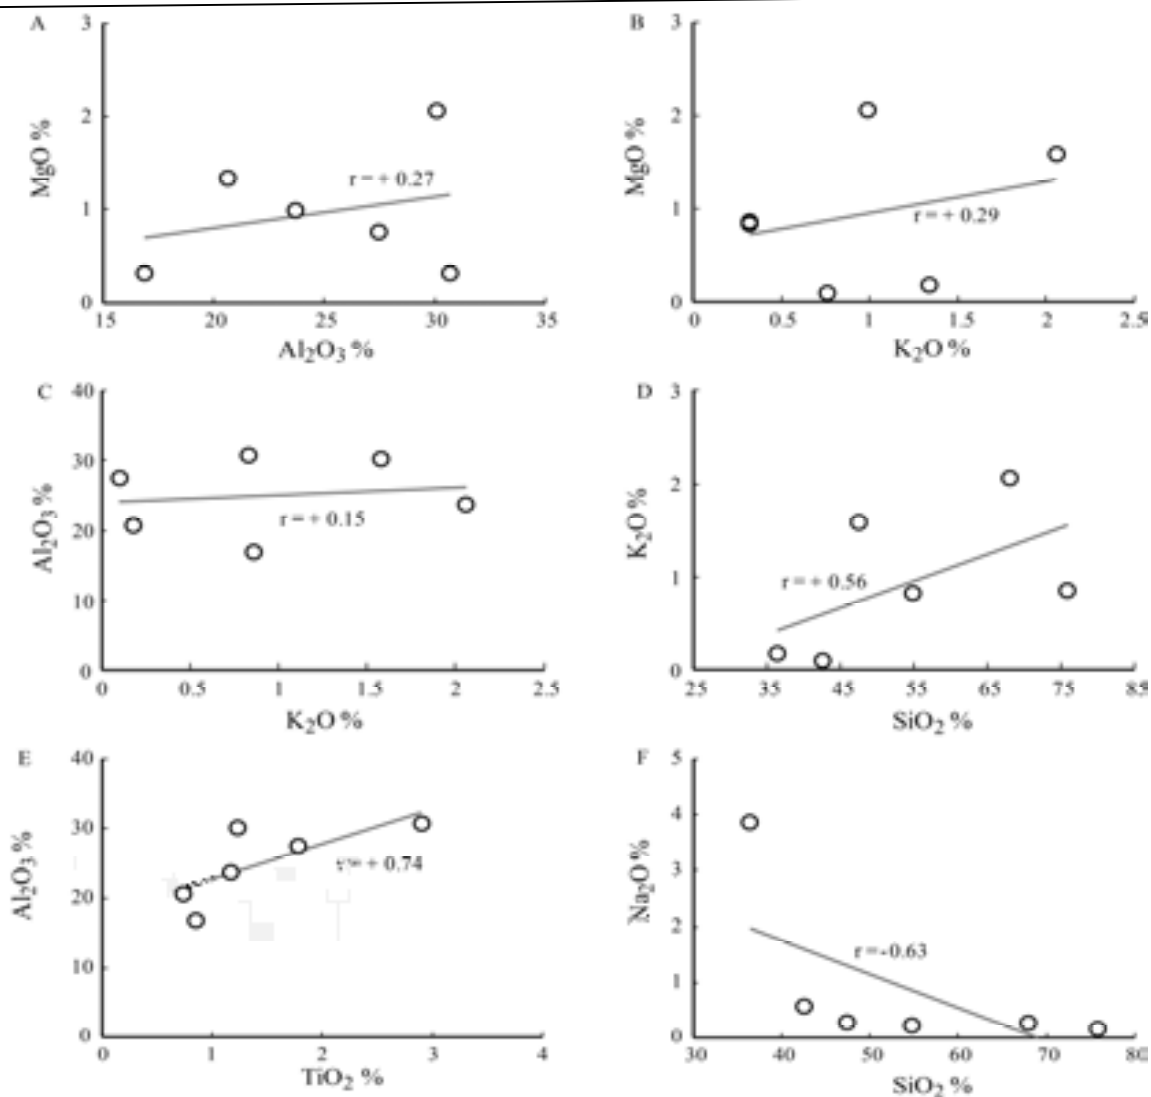 A
3
2
1
0
MgO %
r = + 0.27
15 20 25 30 35
Al2O3 %
B
3
2
1
0
MgO %
r = + 0.29
0 0.5 1 1.5 2 2.5
K2O %
C
40
30
20
10
0
Al2O3 %
r = + 0.15
0 0.5 1 1.5 2 2.5
K2O %
D
3
2
1
0
K2O %
r = + 0.56
25 35 45 55 65 75 85
SiO2 %
E
40
30
20
10
0
Al2O3 %
r = + 0.74
0 1 2 3 4
TiO2 %
F
5
4
3
2
1
0
Na2O %
r = -0.63
30 40 50 60 70 80
SiO2 %